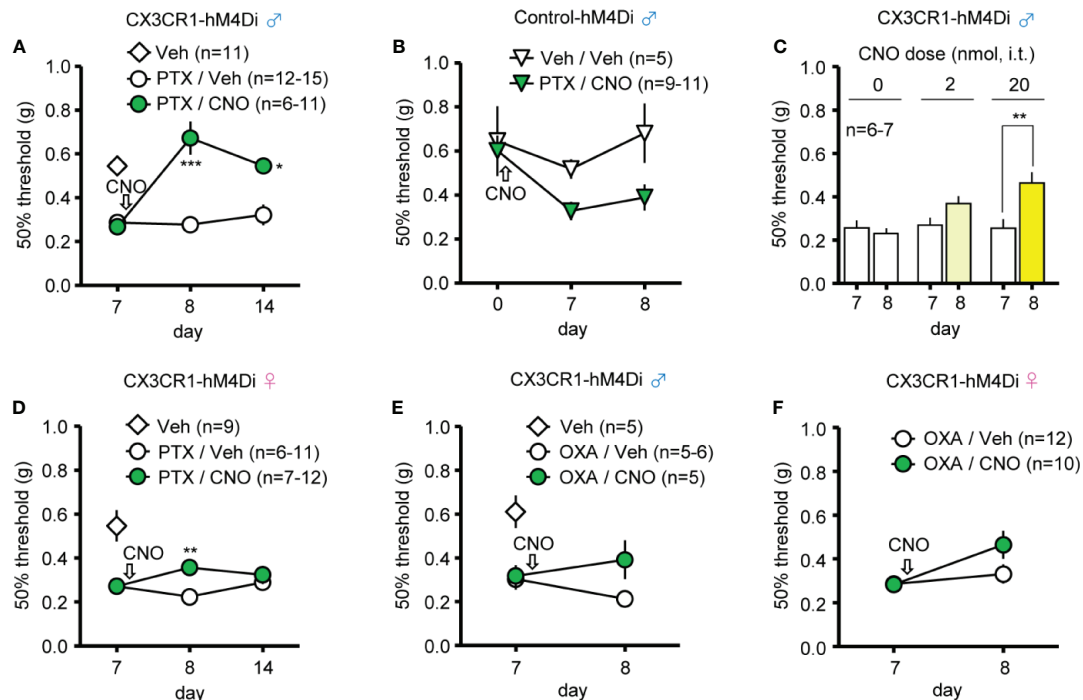 CX3CR1-hM4Di ♂
A
Veh (n=11)
PTX / Veh (n=12-15)
PTX / CNO (n=6-11)
50% threshold (g)
1.0
0.8
0.6
0.4
0.2
0.0
CNO
***
*
7
8
14
day
Control-hM4Di ♂
B
Veh / Veh (n=5)
PTX / CNO (n=9-11)
50% threshold (g)
1.0
0.8
0.6
0.4
0.2
0.0
CNO
0
7
8
day
CX3CR1-hM4Di ♂
C
CNO dose (nmol, i.t.)
0
2
20
**
n=6-7
50% threshold (g)
1.0
0.8
0.6
0.4
0.2
0.0
7 8 7 8 7 8
day
CX3CR1-hM4Di ♀
D
Veh (n=9)
PTX / Veh (n=6-11)
PTX / CNO (n=7-12)
50% threshold (g)
1.0
0.8
0.6
0.4
0.2
0.0
CNO
**
7
8
14
day
CX3CR1-hM4Di ♂
E
Veh (n=5)
OXA / Veh (n=5-6)
OXA / CNO (n=5)
50% threshold (g)
1.0
0.8
0.6
0.4
0.2
0.0
CNO
7
8
day
CX3CR1-hM4Di ♀
F
OXA / Veh (n=12)
OXA / CNO (n=10)
50% threshold (g)
1.0
0.8
0.6
0.4
0.2
0.0
CNO
7
8
day